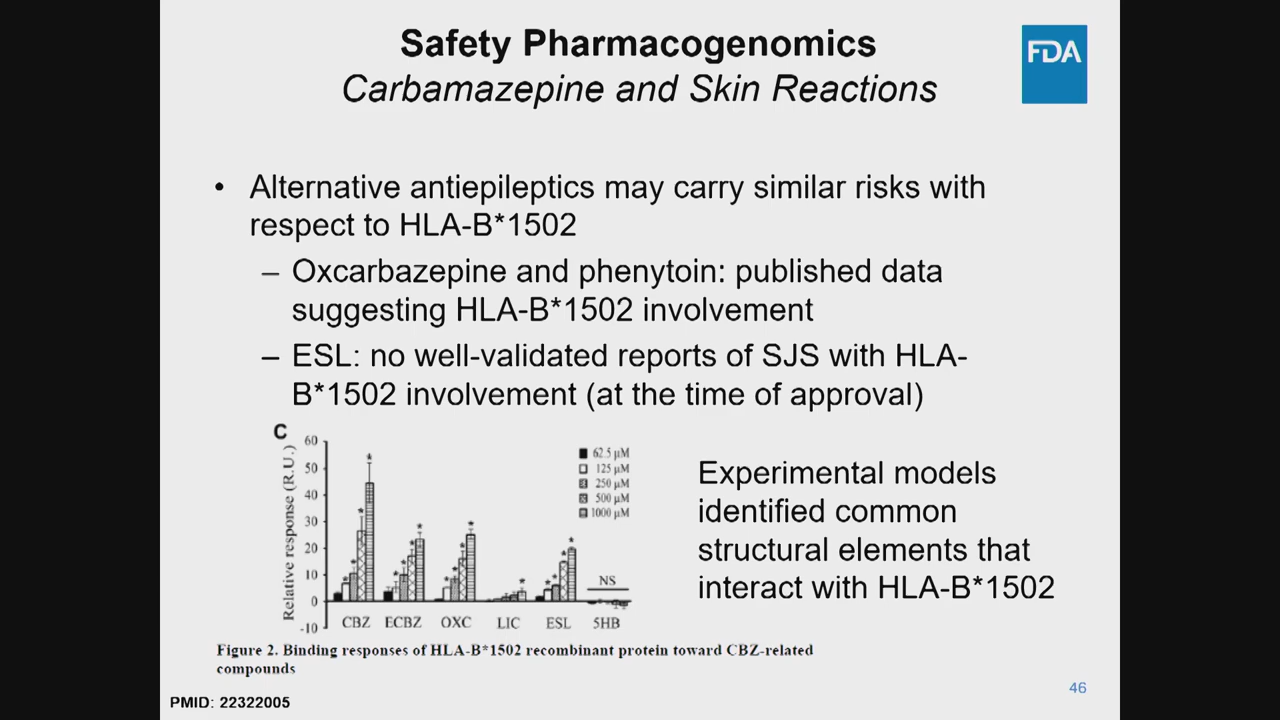 Safety Pharmacogenomics
Carbamazepine and Skin Reactions
FDA
• Alternative antiepileptics may carry similar risks with
respect to HLA-B*1502
– Oxcarbazepine and phenytoin: published data
suggesting HLA-B*1502 involvement
– ESL: no well-validated reports of SJS with HLA-
B*1502 involvement (at the time of approval)
C
Relative response (R.U.)
60
50
40
30
20
10
0
-10
62.5 µM
125 µM
250 µM
500 µM
1000 µM
NS
CBZ ECBZ OXC LIC ESL 5HB
Experimental models
identified common
structural elements that
interact with HLA-B*1502
Figure 2. Binding responses of HLA-B*1502 recombinant protein toward CBZ-related
compounds
PMID: 22322005
46